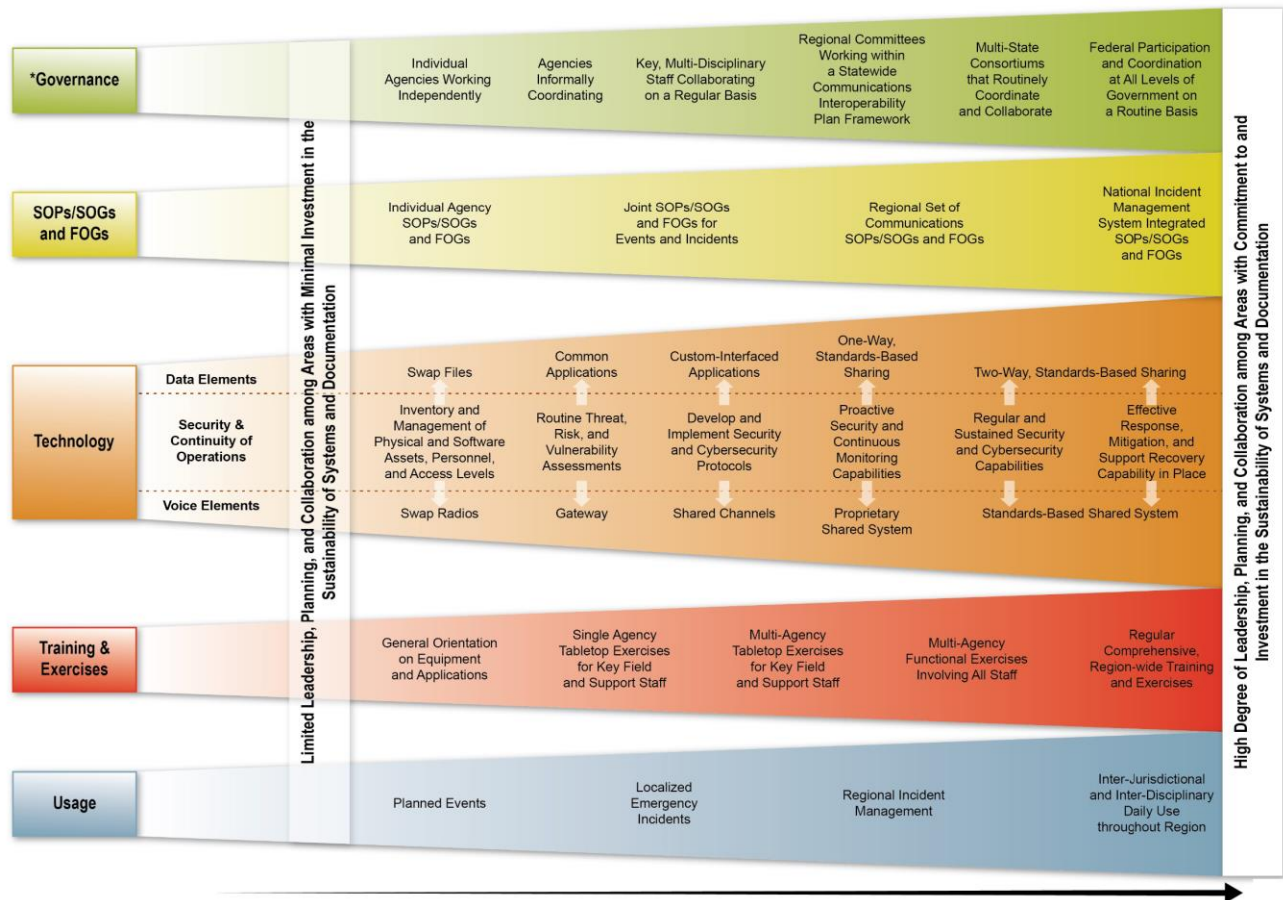 *Governance
Individual
Agencies Working
Independently
Agencies
Informally
Coordinating
Key, Multi-Disciplinary
Staff Collaborating
on a Regular Basis
Regional Committees
Working within
a Statewide
Communications
Interoperability
Plan Framework
Multi-State
Consortiums
that Routinely
Coordinate
and Collaborate
Federal Participation
and Coordination
at All Levels of
Government on
a Routine Basis
SOPs/SOGs
and FOGs
Individual Agency
SOPs/SOGs
and FOGs
Joint SOPs/SOGs
and FOGs for
Events and Incidents
Regional Set of
Communications
SOPs/SOGs and FOGs
National Incident
Management
System Integrated
SOPs/SOGs
and FOGs
Technology
Data Elements
Swap Files
Common
Applications
Custom-Interfaced
Applications
One-Way,
Standards-Based
Sharing
Two-Way, Standards-Based Sharing
Security &
Continuity of
Operations
Inventory and
Management of
Physical and Software
Assets, Personnel,
and Access Levels
Routine Threat,
Risk, and
Vulnerability
Assessments
Develop and
Implement Security
and Cybersecurity
Protocols
Proactive
Security and
Continuous
Monitoring
Capabilities
Regular and
Sustained Security
and Cybersecurity
Capabilities
Effective
Response,
Mitigation, and
Support Recovery
Capability in Place
Voice Elements
Swap Radios
Gateway
Shared Channels
Proprietary
Shared System
Standards-Based Shared System
Training &
Exercises
General Orientation
on Equipment
and Applications
Single Agency
Tabletop Exercises
for Key Field
and Support Staff
Multi-Agency
Tabletop Exercises
for Key Field
and Support Staff
Multi-Agency
Functional Exercises
Involving All Staff
Regular
Comprehensive,
Region-wide Training
and Exercises
Usage
Planned Events
Localized
Emergency
Incidents
Regional Incident
Management
Inter-Jurisdictional
and Inter-Disciplinary
Daily Use
throughout Region
Limited Leadership, Planning, and Collaboration among Areas with Minimal Investment in the
Sustainability of Systems and Documentation
High Degree of Leadership, Planning, and Collaboration among Areas with Commitment to and
Investment in the Sustainability of Systems and Documentation